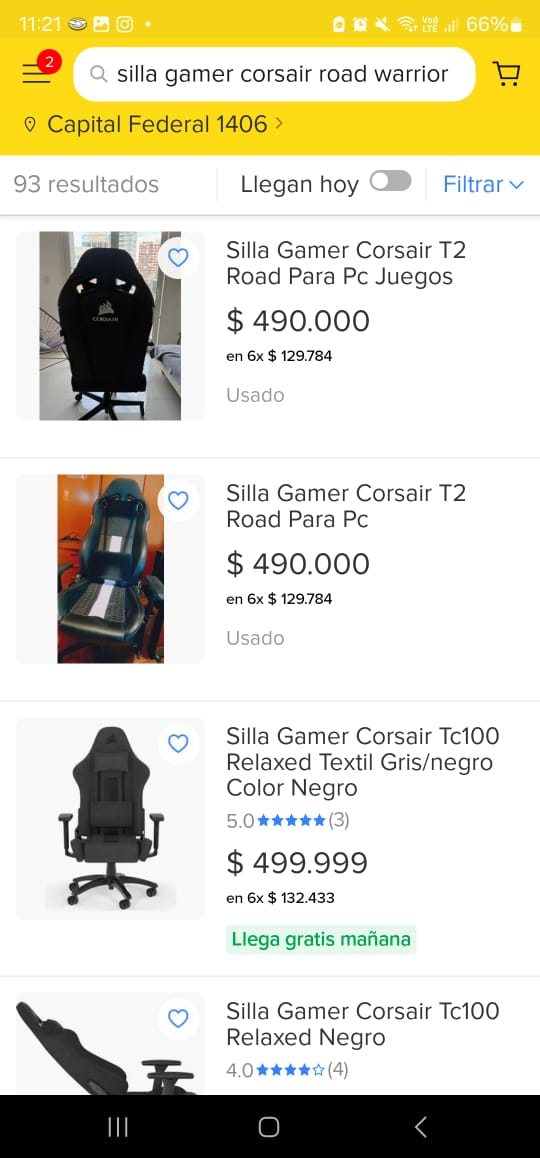 11:21
Vo))
LTE
66%
2
silla gamer corsair road warrior
Capital Federal 1406
93 resultados
Llegan hoy
Filtrar
CORSAIR
Silla Gamer Corsair T2
Road Para Pc Juegos
$ 490.000
en 6x $ 129.784
Usado
Silla Gamer Corsair T2
Road Para Pc
$ 490.000
en 6x $ 129.784
Usado
Silla Gamer Corsair Tc100
Relaxed Textil Gris/negro
Color Negro
5.0 ★★★★★ (3)
$ 499.999
en 6x $ 132.433
Llega gratis mañana
Silla Gamer Corsair Tc100
Relaxed Negro
4.0 ★★★★☆ (4)